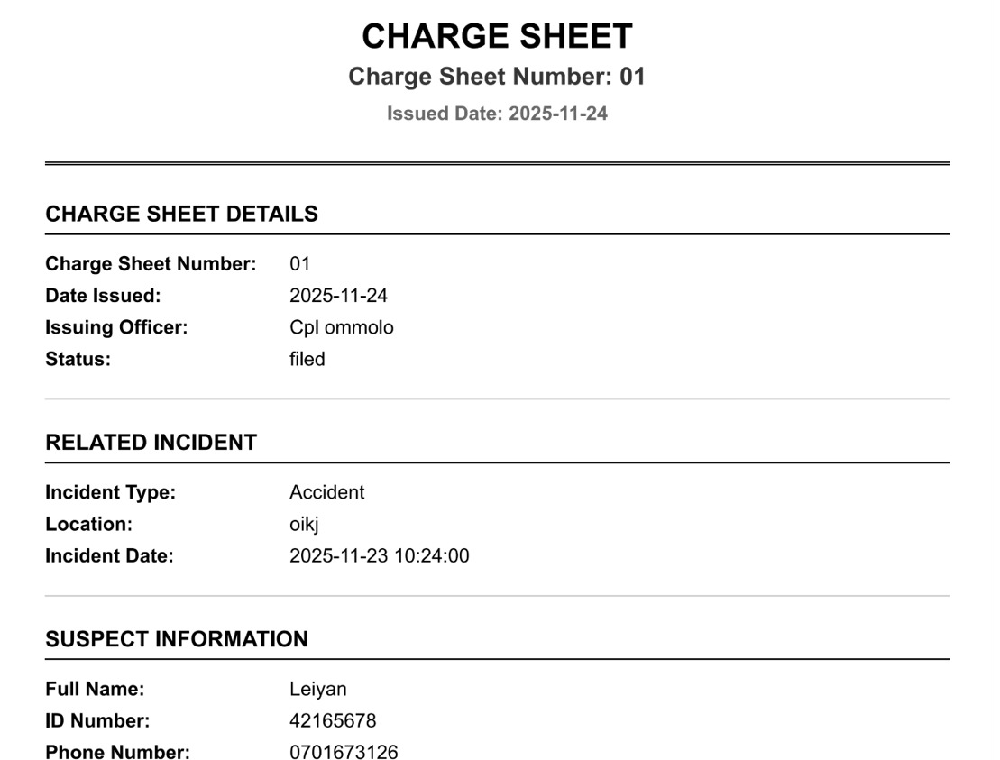 CHARGE SHEET
Charge Sheet Number: 01
Issued Date: 2025-11-24
CHARGE SHEET DETAILS
Charge Sheet Number: 01
Date Issued: 2025-11-24
Issuing Officer: Cpl ommolo
Status: filed
RELATED INCIDENT
Incident Type: Accident
Location: oikj
Incident Date: 2025-11-23 10:24:00
SUSPECT INFORMATION
Full Name: Leiyan
ID Number: 42165678
Phone Number: 0701673126